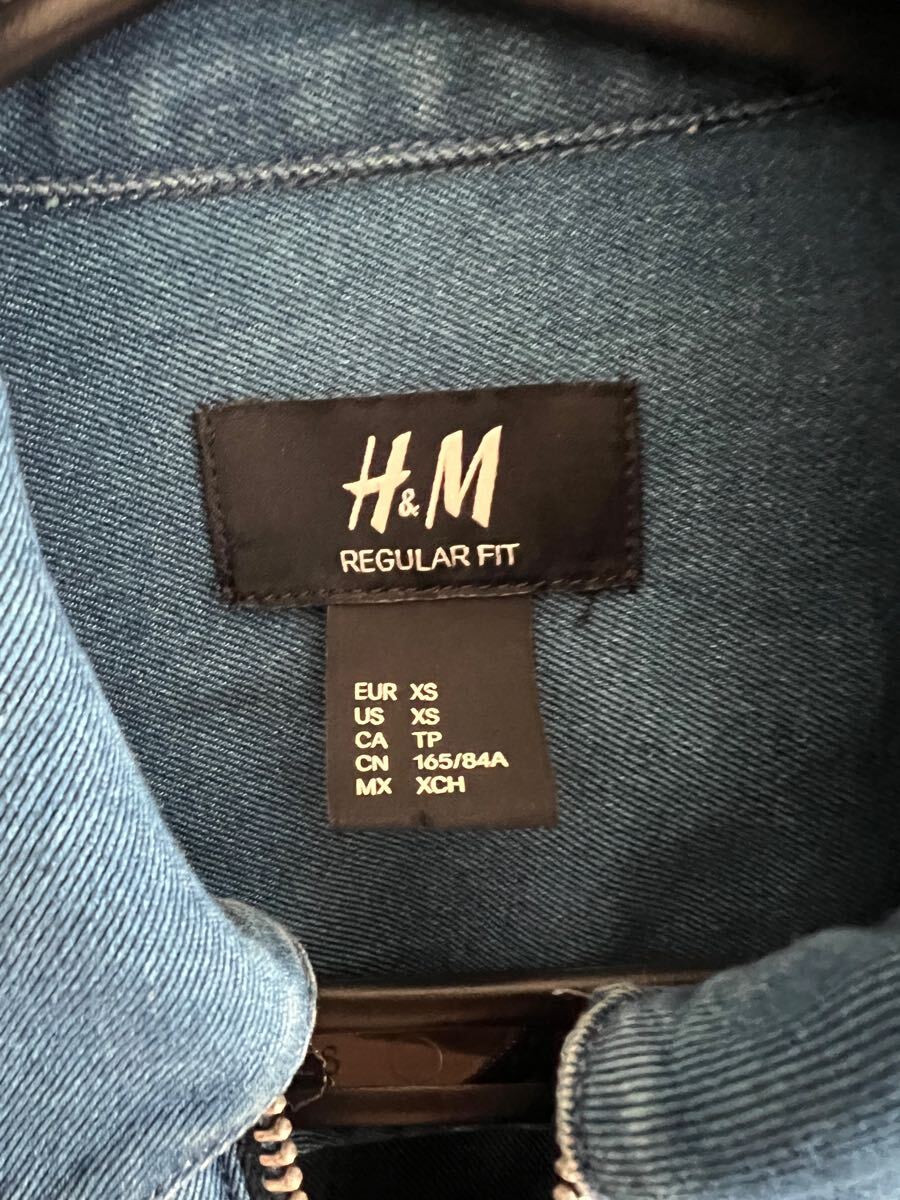 H&M
REGULAR FIT
EUR XS
US XS
CA TP
CN 165/84A
MX XCH